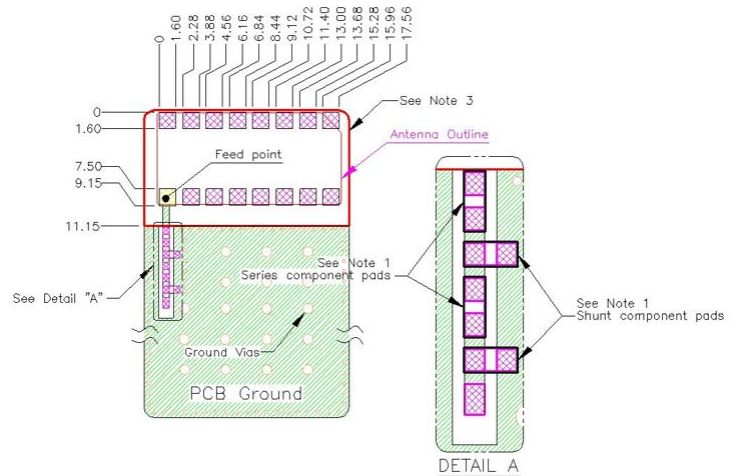 0
1.60
2.28
3.88
4.56
6.16
6.84
8.44
9.12
10.72
11.40
13.00
13.68
15.28
15.96
17.56
0
1.60
7.50
9.15
11.15
See Note 3
Antenna Outline
Feed point
See Note 1
Series component pads
See Detail "A"
See Note 1
Shunt component pads
Ground Vias
PCB Ground
DETAIL A